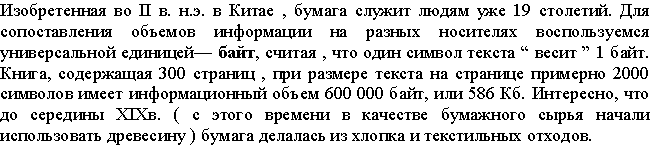 Изобретенная во II в. н.э. в Китае , бумага служит людям уже 19 столетий. Для
сопоставления объемов информации на разных носителях воспользуемся
универсальной единицей— байт, считая , что один символ текста “ весит ” 1 байт.
Книга, содержащая 300 страниц , при размере текста на странице примерно 2000
символов имеет информационный объем 600 000 байт, или 586 Кб. Интересно, что
до середины XIXв. ( с этого времени в качестве бумажного сырья начали
использовать древесину ) бумага делалась из хлопка и текстильных отходов.